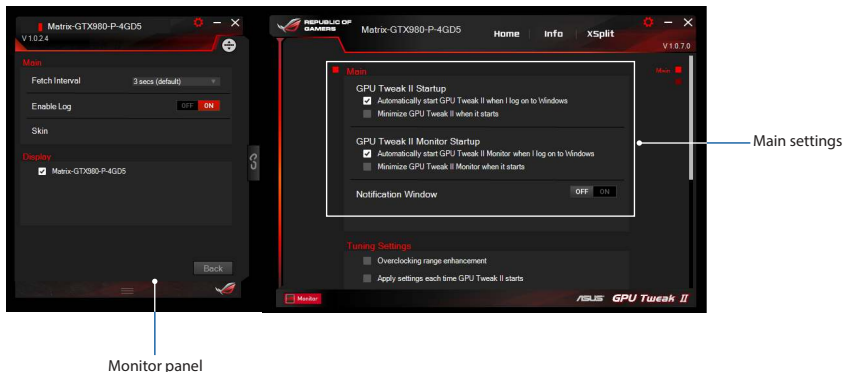 Matrix-GTX980-P-4GD5
V 1.0.2.4
Main
Fetch Interval 3 secs (default)
Enable Log OFF ON
Skin
Display
Matrix-GTX980-P-4GD5
Back
Monitor panel
REPUBLIC OF
GAMERS
Matrix-GTX980-P-4GD5 Home Info XSplit
V 1.0.7.0
Main
Main
GPU Tweak II Startup
Automatically start GPU Tweak II when I log on to Windows
Minimize GPU Tweak II when it starts
GPU Tweak II Monitor Startup
Automatically start GPU Tweak II Monitor when I log on to Windows
Minimize GPU Tweak II Monitor when it starts
Notification Window OFF ON
Tuning Settings
Overclocking range enhancement
Apply settings each time GPU Tweak II starts
Monitor
ASUS GPU Tweak II
Main settings